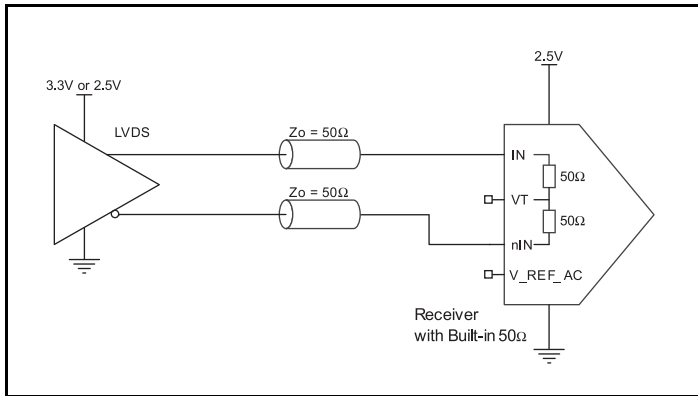 2.5V
3.3V or 2.5V
LVDS
Zo = 50Ω
IN
50Ω
Zo = 50Ω
VT
50Ω
nIN
V_REF_AC
Receiver
with Built-in 50Ω